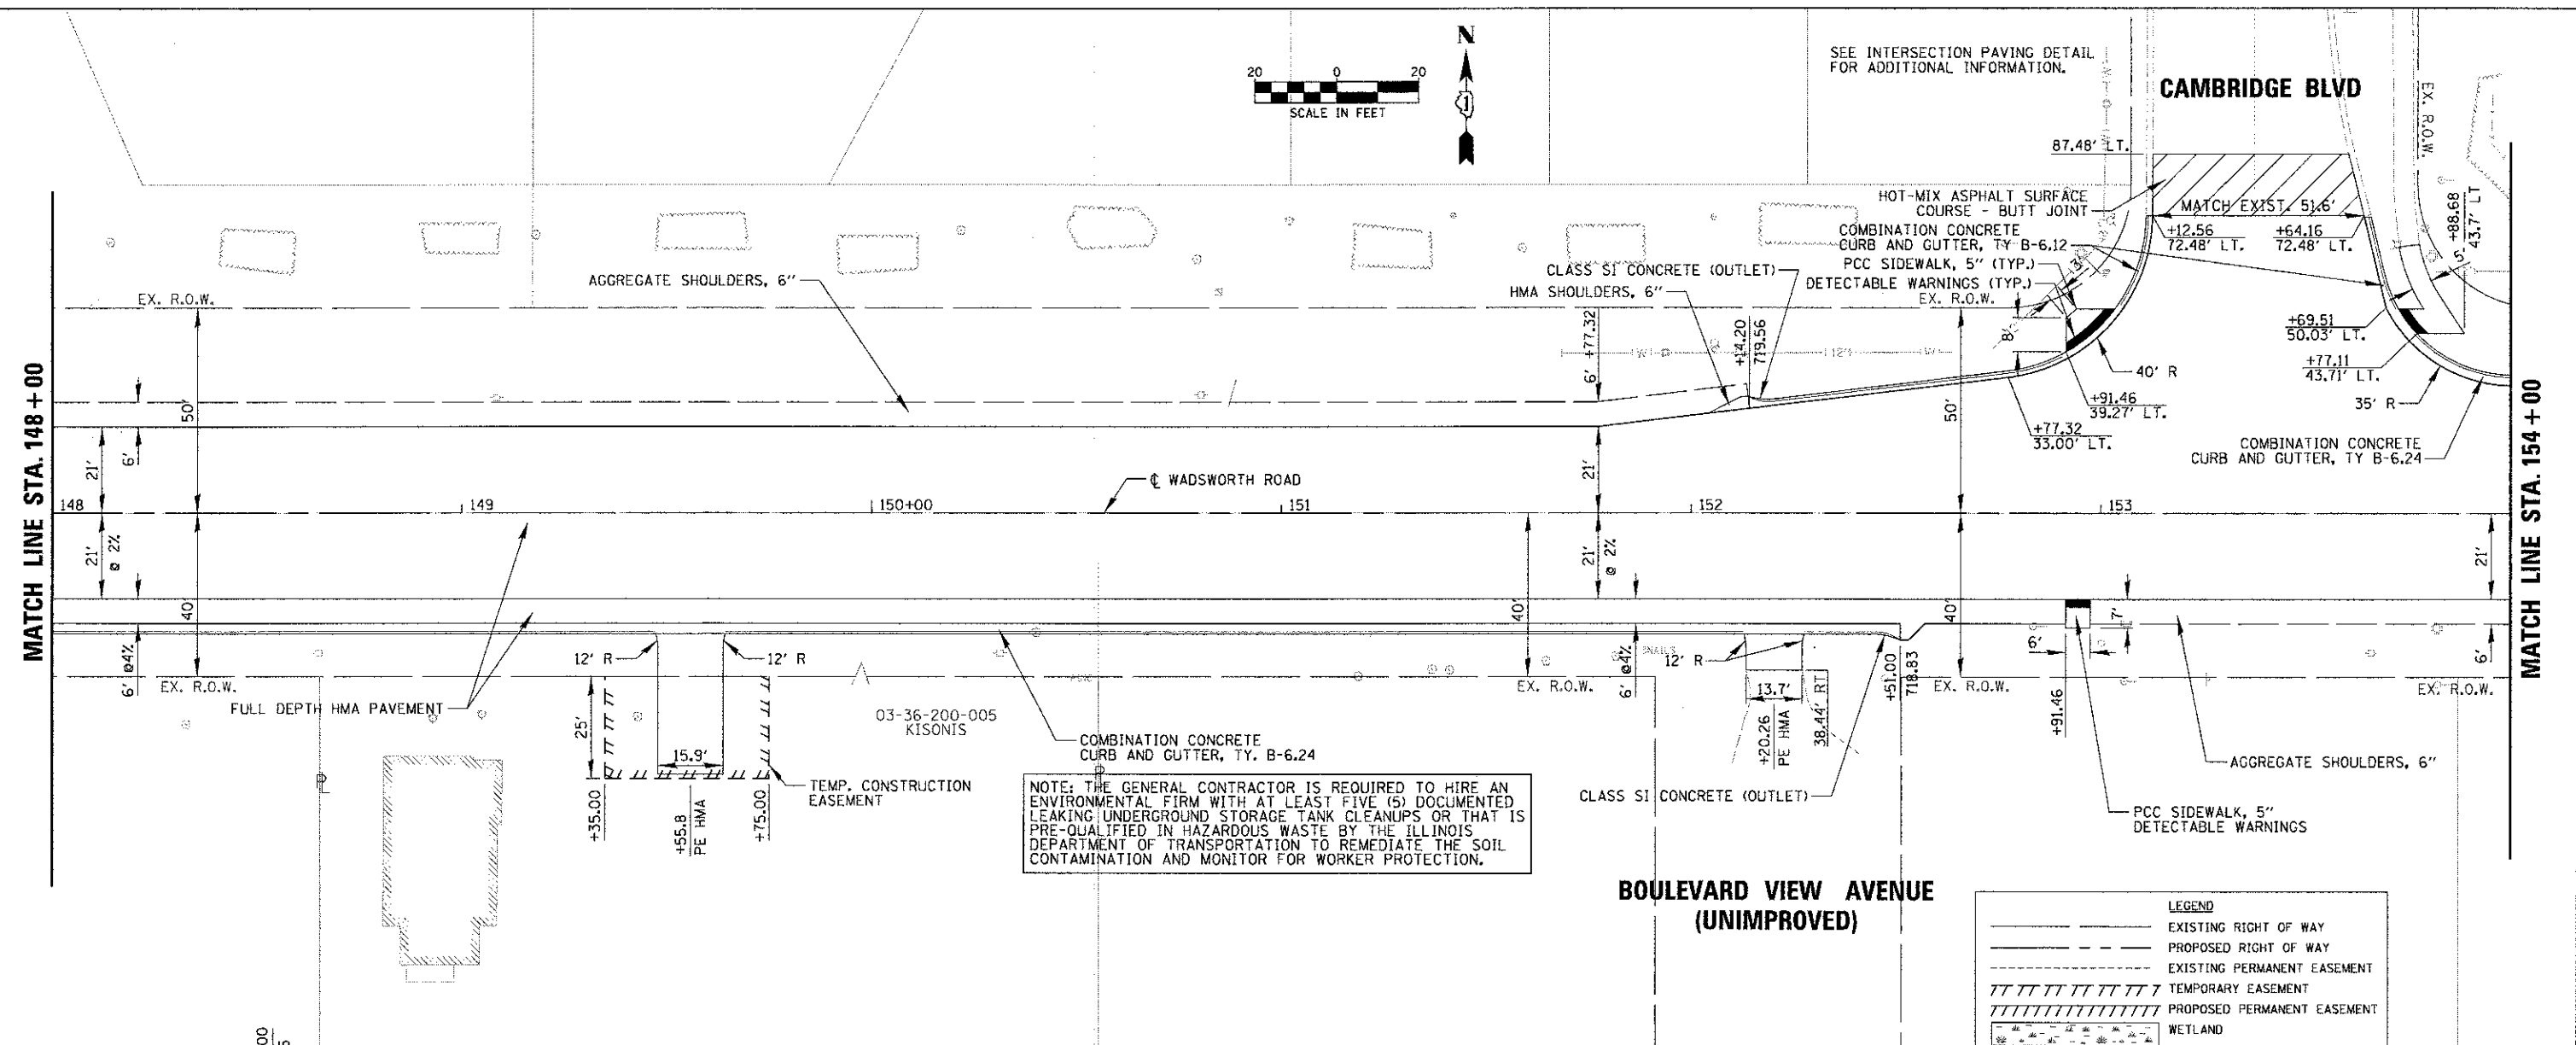 N
20 0 20
SCALE IN FEET
SEE INTERSECTION PAVING DETAIL
FOR ADDITIONAL INFORMATION.
CAMBRIDGE BLVD
EX. R.O.W.
87.48' LT.
HOT-MIX ASPHALT SURFACE
COURSE - BUTT JOINT
MATCH EXIST. 51.6'
+12.56
72.48' LT.
+64.16
72.48' LT.
+88.68
43.7' LT
5'
COMBINATION CONCRETE
CURB AND GUTTER, TY B-6.12
PCC SIDEWALK, 5" (TYP.)
DETECTABLE WARNINGS (TYP.)
EX. R.O.W.
CLASS SI CONCRETE (OUTLET)
HMA SHOULDERS, 6"
AGGREGATE SHOULDERS, 6"
EX. R.O.W.
+77.32
6'
+14.20
719.56
8'
12"
W
+69.51
50.03' LT.
+77.11
43.71' LT.
40' R
+91.46
39.27' LT.
35' R
+77.32
33.00' LT.
COMBINATION CONCRETE
CURB AND GUTTER, TY B-6.24
MATCH LINE STA. 148+00
MATCH LINE STA. 154+00
50'
21'
6'
21'
50'
℄ WADSWORTH ROAD
148 149 150+00 151 152 153
21'
@ 2%
40'
6' @4%
40'
21'
@ 2%
6' @4%
40'
21'
6'
7'
6'
12' R
12' R
12' R
EX. R.O.W.
EX. R.O.W.
EX. R.O.W.
EX. R.O.W.
FULL DEPTH HMA PAVEMENT
25'
15.9'
+35.00
+55.8
PE HMA
+75.00
TEMP. CONSTRUCTION
EASEMENT
03-36-200-005
KISONIS
COMBINATION CONCRETE
CURB AND GUTTER, TY. B-6.24
NOTE: THE GENERAL CONTRACTOR IS REQUIRED TO HIRE AN
ENVIRONMENTAL FIRM WITH AT LEAST FIVE (5) DOCUMENTED
LEAKING UNDERGROUND STORAGE TANK CLEANUPS OR THAT IS
PRE-QUALIFIED IN HAZARDOUS WASTE BY THE ILLINOIS
DEPARTMENT OF TRANSPORTATION TO REMEDIATE THE SOIL
CONTAMINATION AND MONITOR FOR WORKER PROTECTION.
13.7'
+20.26
PE HMA
38.44' RT
+51.00
718.83
CLASS SI CONCRETE (OUTLET)
+91.46
AGGREGATE SHOULDERS, 6"
PCC SIDEWALK, 5"
DETECTABLE WARNINGS
BOULEVARD VIEW AVENUE
(UNIMPROVED)
LEGEND
EXISTING RIGHT OF WAY
PROPOSED RIGHT OF WAY
EXISTING PERMANENT EASEMENT
TEMPORARY EASEMENT
PROPOSED PERMANENT EASEMENT
WETLAND